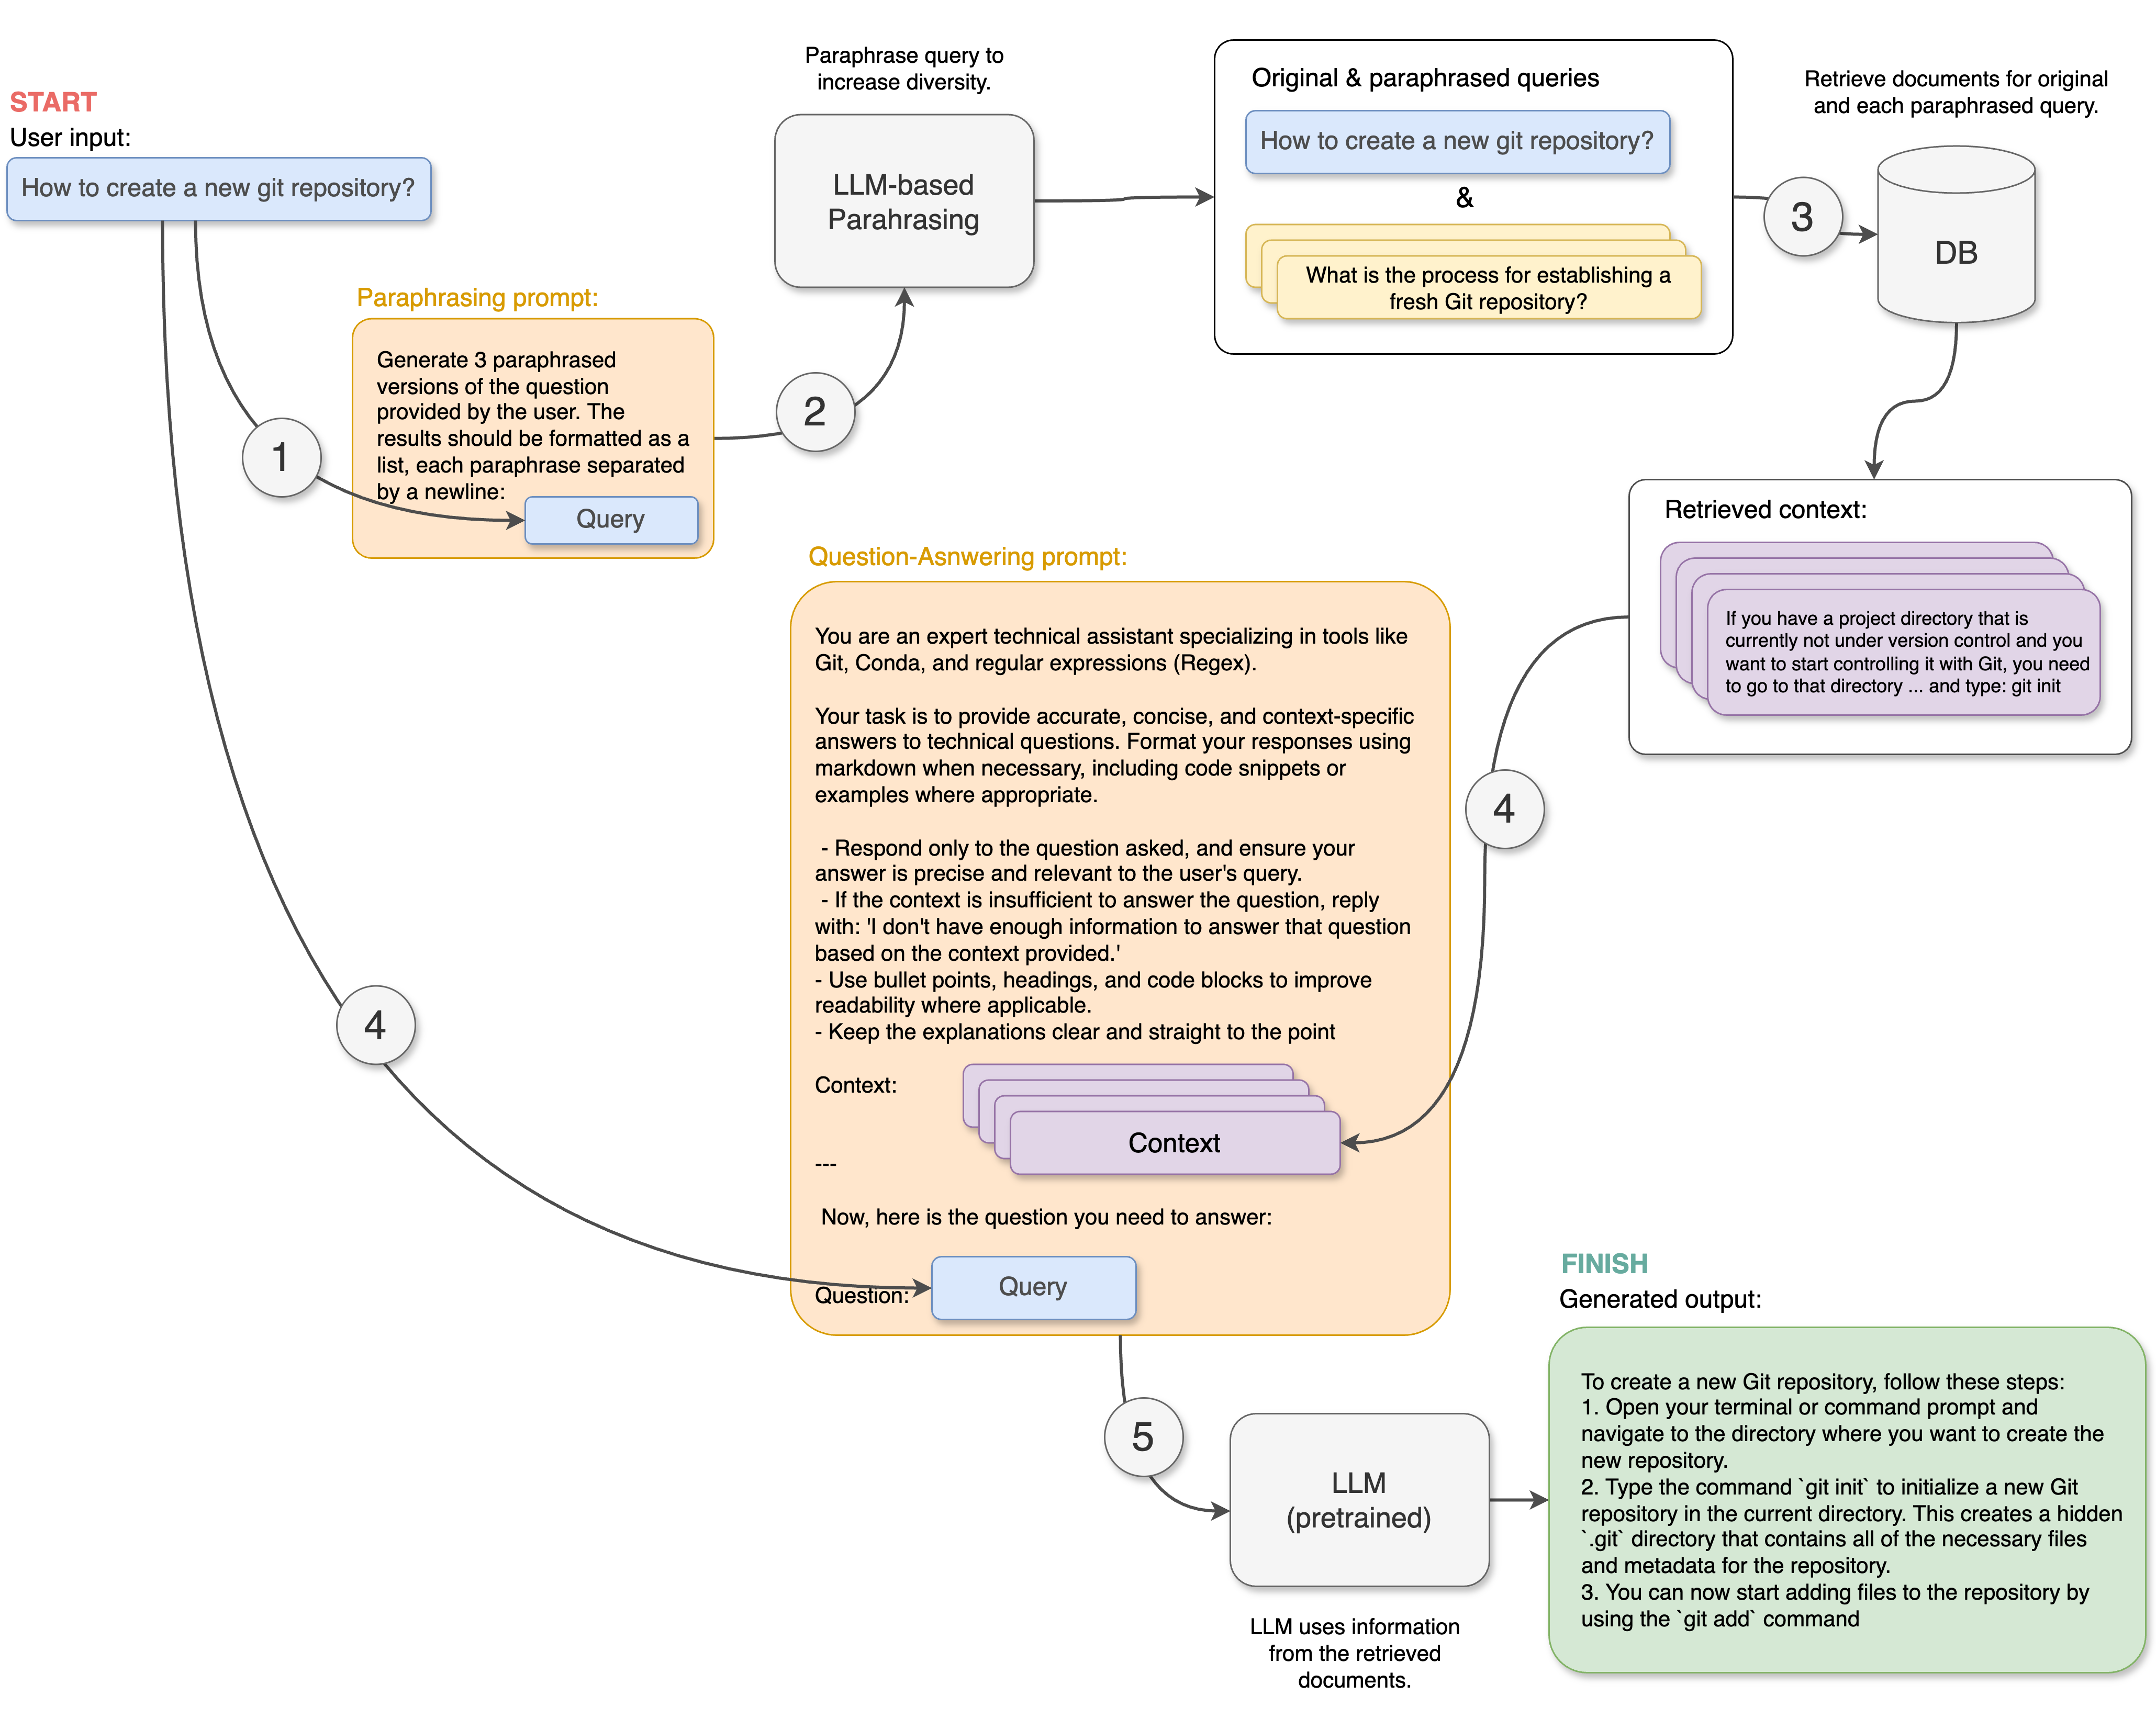 START
User input:
How to create a new git repository?
Paraphrasing prompt:
Generate 3 paraphrased
versions of the question
provided by the user. The
results should be formatted as a
list, each paraphrase separated
by a newline:
Query
1
2
Paraphrase query to
increase diversity.
LLM-based
Parahrasing
Original & paraphrased queries
How to create a new git repository?
&
What is the process for establishing a
fresh Git repository?
3
Retrieve documents for original
and each paraphrased query.
DB
Retrieved context:
If you have a project directory that is
currently not under version control and you
want to start controlling it with Git, you need
to go to that directory ... and type: git init
4
4
Question-Asnwering prompt:
You are an expert technical assistant specializing in tools like
Git, Conda, and regular expressions (Regex).
Your task is to provide accurate, concise, and context-specific
answers to technical questions. Format your responses using
markdown when necessary, including code snippets or
examples where appropriate.
- Respond only to the question asked, and ensure your
answer is precise and relevant to the user's query.
- If the context is insufficient to answer the question, reply
with: 'I don't have enough information to answer that question
based on the context provided.'
- Use bullet points, headings, and code blocks to improve
readability where applicable.
- Keep the explanations clear and straight to the point
Context:
Context
---
Now, here is the question you need to answer:
Question:
Query
5
LLM
(pretrained)
LLM uses information
from the retrieved
documents.
FINISH
Generated output:
To create a new Git repository, follow these steps:
1. Open your terminal or command prompt and
navigate to the directory where you want to create the
new repository.
2. Type the command `git init` to initialize a new Git
repository in the current directory. This creates a hidden
`.git` directory that contains all of the necessary files
and metadata for the repository.
3. You can now start adding files to the repository by
using the `git add` command